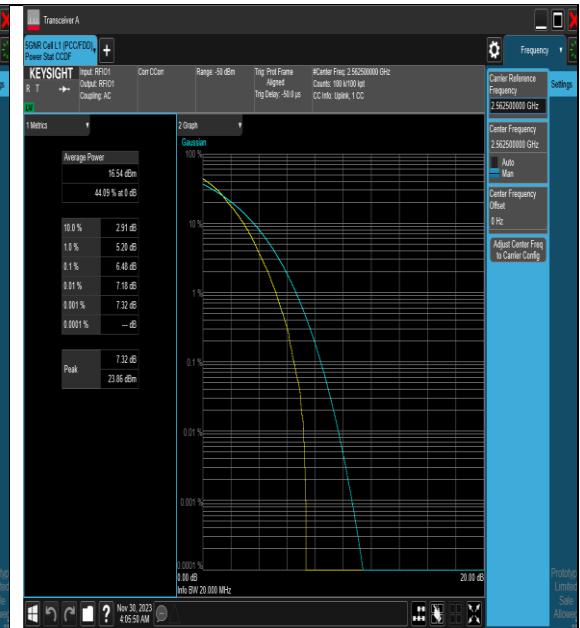 Transceiver A
5GNR Cell L1 (PCC/FDD),
Power Stat CCDF
Frequency
KEYSIGHT
R T
LV
Input: RFIO1
Output: RFIO1
Coupling: AC
Corr CCorr
Range: -50 dBm
Trig: Prot Frame
Aligned
Trig Delay: -50.0 µs
#Center Freq: 2.562500000 GHz
Counts: 100 k/100 kpt
CC Info: Uplink, 1 CC
Carrier Reference
Frequency
2.562500000 GHz
Settings
Center Frequency
2.562500000 GHz
Auto
Man
Center Frequency
Offset
0 Hz
Adjust Center Freq
to Carrier Config
1 Metrics
Average Power
16.54 dBm
44.09 % at 0 dB
10.0 % 2.91 dB
1.0 % 5.20 dB
0.1 % 6.48 dB
0.01 % 7.18 dB
0.001 % 7.32 dB
0.0001 % --- dB
Peak
7.32 dB
23.86 dBm
2 Graph
Gaussian
100 %
10 %
1 %
0.1 %
0.01 %
0.001 %
0.0001 %
0.00 dB
20.00 dB
Info BW 20.000 MHz
Nov 30, 2023
4:05:50 AM